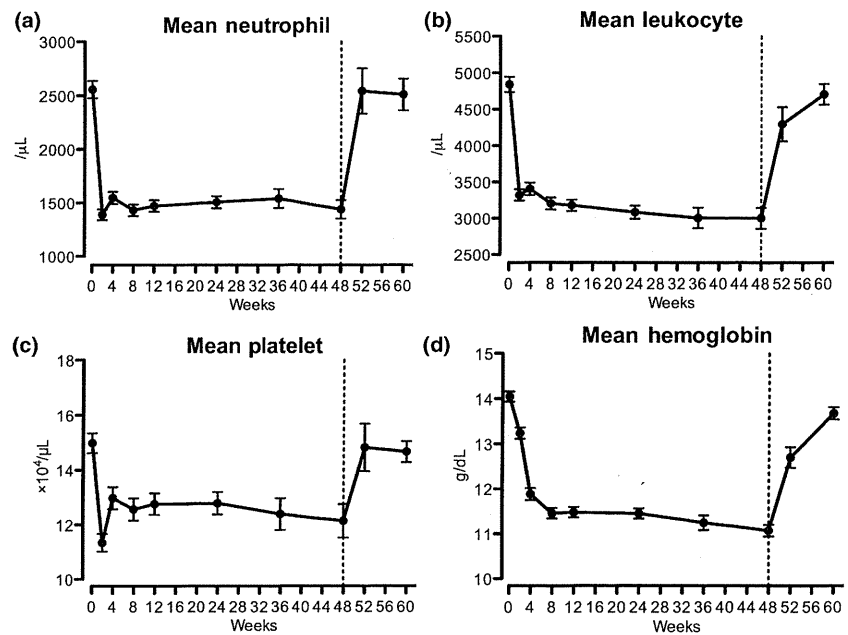 (a)
Mean neutrophil
3000
2500
2000
1500
1000
/μL
0 4 8 12 16 20 24 28 32 36 40 44 48 52 56 60
Weeks
(b)
Mean leukocyte
5500
5000
4500
4000
3500
3000
2500
/μL
0 4 8 12 16 20 24 28 32 36 40 44 48 52 56 60
Weeks
(c)
Mean platelet
18
16
14
12
10
×10⁴/μL
0 4 8 12 16 20 24 28 32 36 40 44 48 52 56 60
Weeks
(d)
Mean hemoglobin
15
14
13
12
11
10
g/dL
0 4 8 12 16 20 24 28 32 36 40 44 48 52 56 60
Weeks